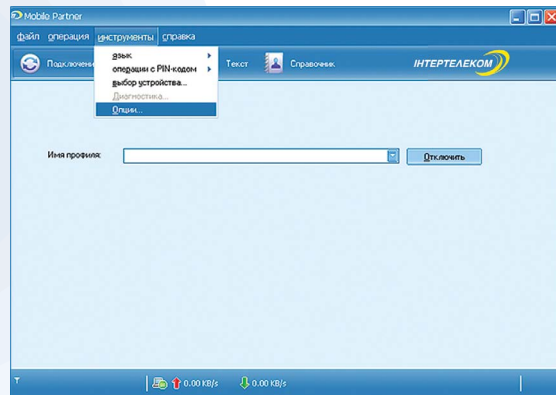 Mobile Partner
файл операция инструменты справка
Подключени Текст Справочник ІНТЕРТЕЛЕКОМ
язык
операции с PIN-кодом
выбор устройства...
Диагностика...
Опции...
Имя профиля: Отключить
0.00 KB/s 0.00 KB/s